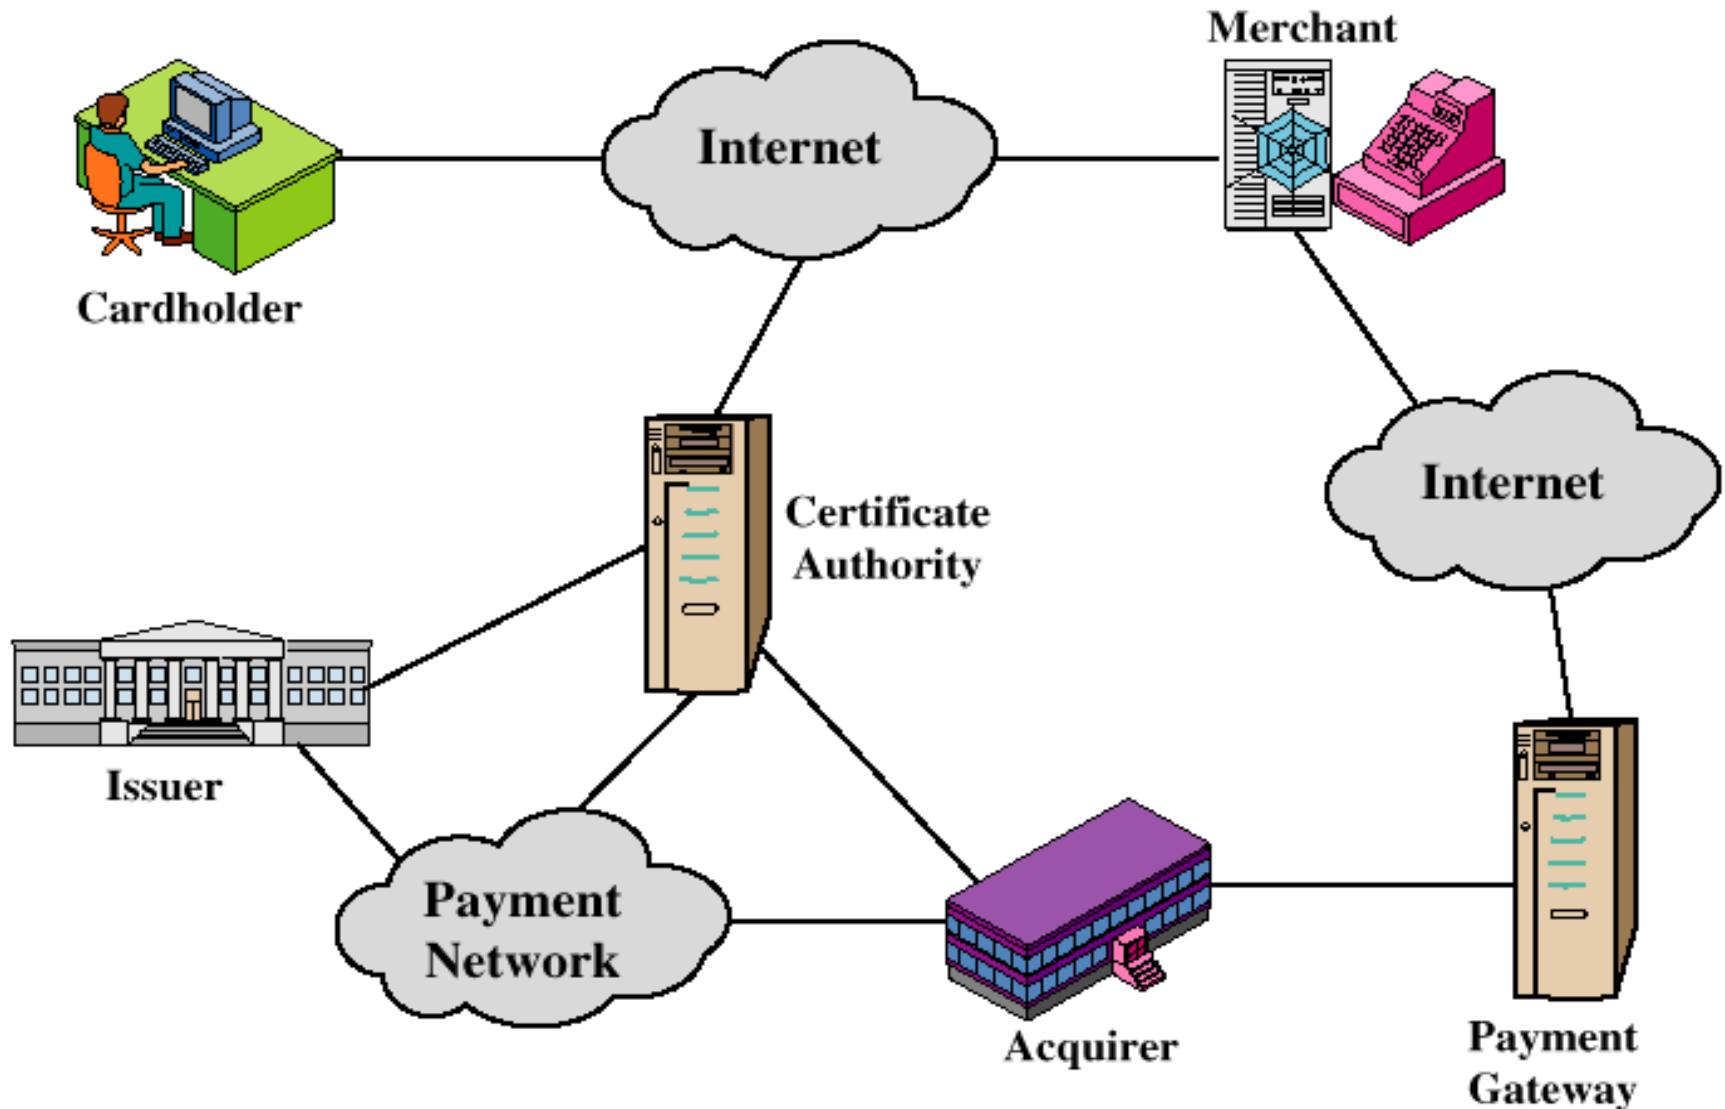 Merchant
Internet
Cardholder
Internet
Certificate
Authority
Issuer
Payment
Network
Acquirer
Payment
Gateway